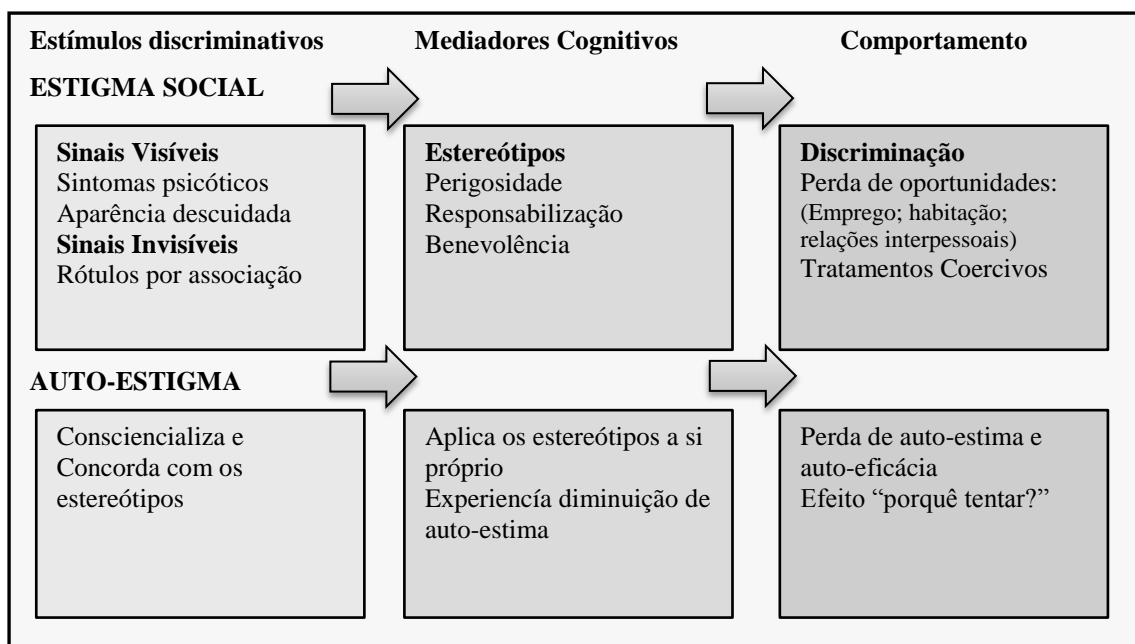 Estímulos discriminativos
Mediadores Cognitivos
Comportamento
ESTIGMA SOCIAL
Sinais Visíveis
Sintomas psicóticos
Aparência descuidada
Sinais Invisíveis
Rótulos por associação
Estereótipos
Perigosidade
Responsabilização
Benevolência
Discriminação
Perda de oportunidades:
(Emprego; habitação;
relações interpessoais)
Tratamentos Coercivos
AUTO-ESTIGMA
Consciencializa e
Concorda com os
estereótipos
Aplica os estereótipos a si
próprio
Experiencía diminuição de
auto-estima
Perda de auto-estima e
auto-eficácia
Efeito “porquê tentar?”